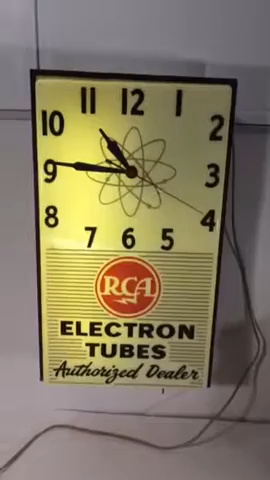 11 12 1
10 2
9 3
8 4
7 6 5
RCA
ELECTRON
TUBES
Authorized Dealer